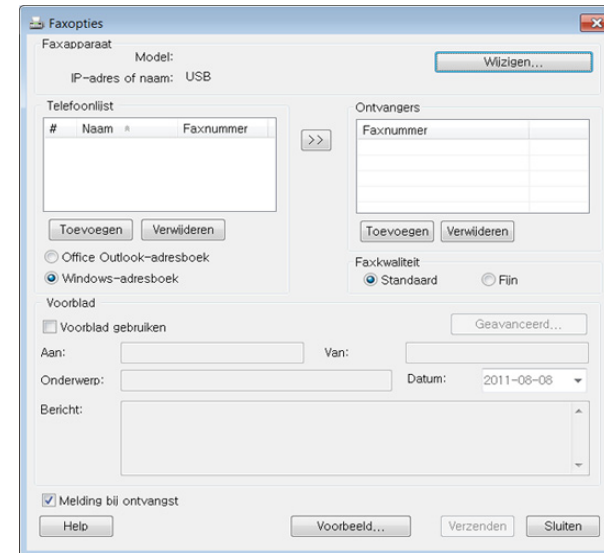 Faxopties
Faxapparaat
Model:
Wijzigen...
IP-adres of naam: USB
Telefoonlijst
# Naam Faxnummer
>>
Toevoegen Verwijderen
Office Outlook-adresboek
Windows-adresboek
Ontvangers
Faxnummer
Toevoegen Verwijderen
Faxkwaliteit
Standaard Fijn
Voorblad
Voorblad gebruiken
Geavanceerd...
Aan: Van:
Onderwerp: Datum: 2011-08-08
Bericht:
Melding bij ontvangst
Help Voorbeeld... Verzenden Sluiten